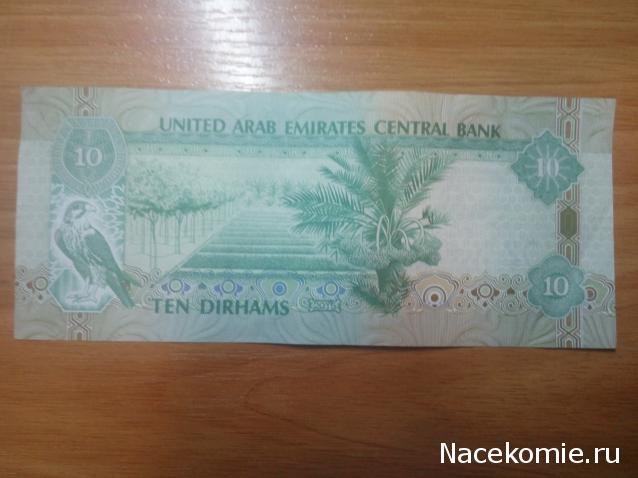 UNITED ARAB EMIRATES CENTRAL BANK
10
10
TEN DIRHAMS
10
Nacekomie.ru